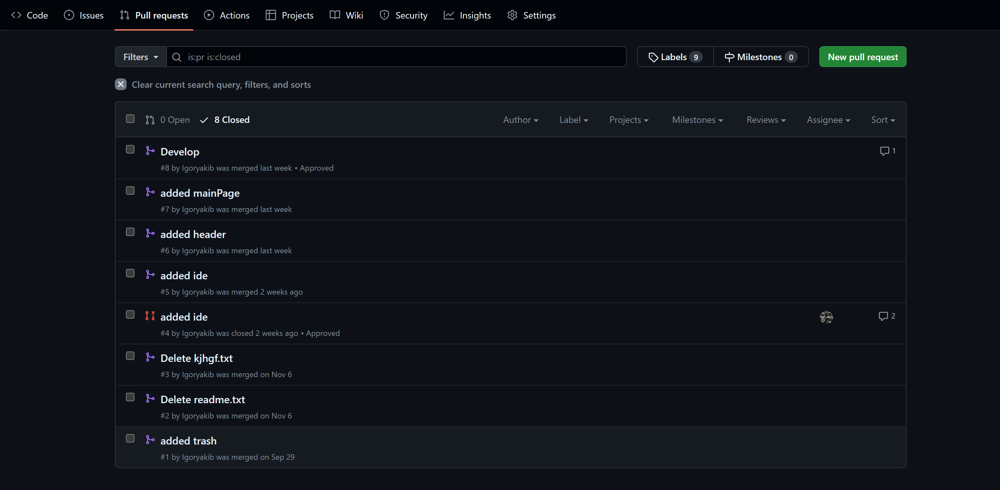 Code Issues Pull requests Actions Projects Wiki Security Insights Settings
Filters is:pr is:closed Labels 9 Milestones 0 New pull request
Clear current search query, filters, and sorts
0 Open 8 Closed Author Label Projects Milestones Reviews Assignee Sort
Develop 1
#8 by Igoryakib was merged last week • Approved
added mainPage
#7 by Igoryakib was merged last week
added header
#6 by Igoryakib was merged last week
added ide
#5 by Igoryakib was merged 2 weeks ago
added ide 2
#4 by Igoryakib was closed 2 weeks ago • Approved
Delete kjhgf.txt
#3 by Igoryakib was merged on Nov 6
Delete readme.txt
#2 by Igoryakib was merged on Nov 6
added trash
#1 by Igoryakib was merged on Sep 29